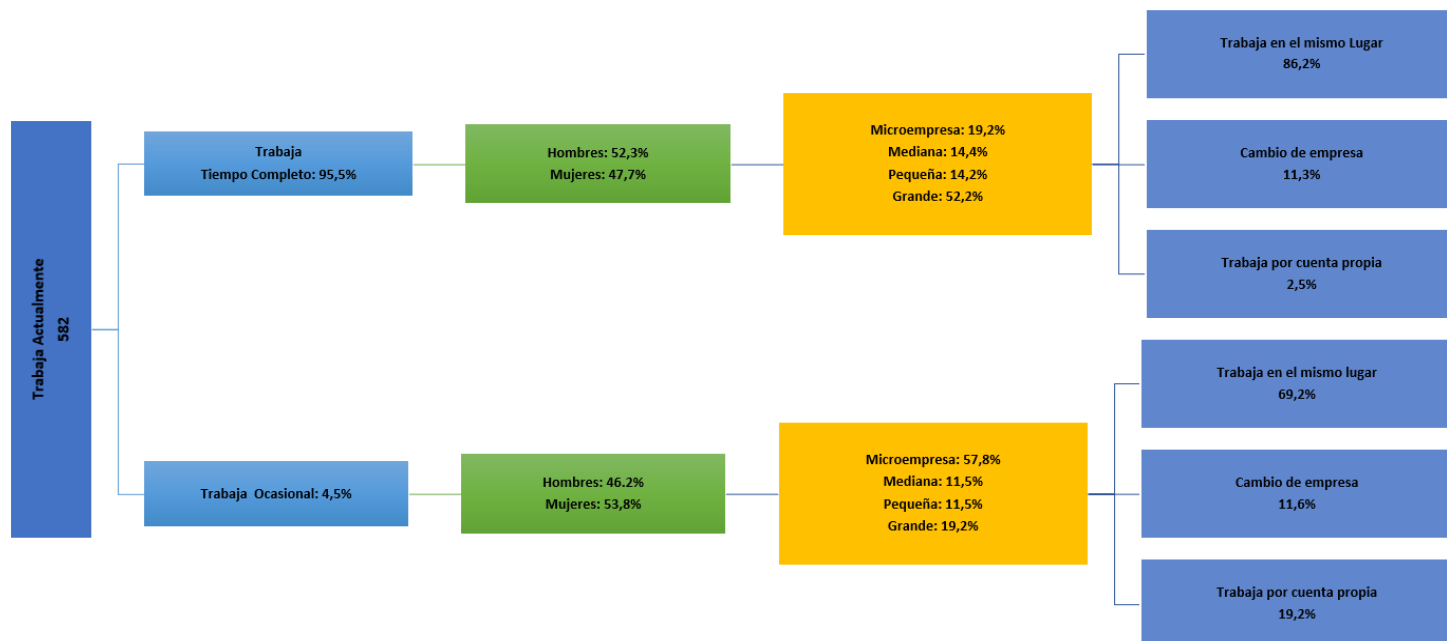 Trabaja Actualmente
582
Trabaja
Tiempo Completo: 95,5%
Hombres: 52,3%
Mujeres: 47,7%
Microempresa: 19,2%
Mediana: 14,4%
Pequeña: 14,2%
Grande: 52,2%
Trabaja en el mismo Lugar
86,2%
Cambio de empresa
11,3%
Trabaja por cuenta propia
2,5%
Trabaja Ocasional: 4,5%
Hombres: 46.2%
Mujeres: 53,8%
Microempresa: 57,8%
Mediana: 11,5%
Pequeña: 11,5%
Grande: 19,2%
Trabaja en el mismo lugar
69,2%
Cambio de empresa
11,6%
Trabaja por cuenta propia
19,2%